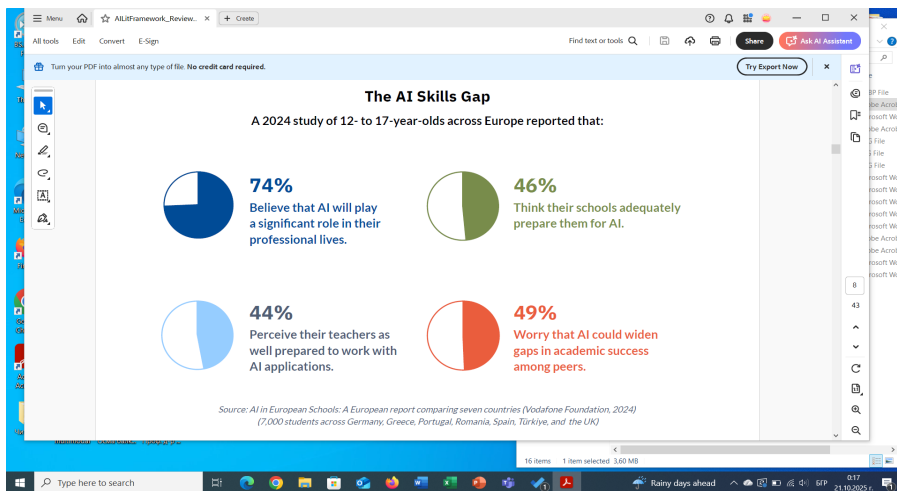 Menu
AILitFramework_Review..
Create
All tools
Edit
Convert
E-Sign
Find text or tools
Share
Ask AI Assistant
Turn your PDF into almost any type of file. No credit card required.
Try Export Now
The AI Skills Gap
A 2024 study of 12- to 17-year-olds across Europe reported that:
74%
Believe that AI will play
a significant role in their
professional lives.
46%
Think their schools adequately
prepare them for AI.
44%
Perceive their teachers as
well prepared to work with
AI applications.
49%
Worry that AI could widen
gaps in academic success
among peers.
Source: AI in European Schools: A European report comparing seven countries (Vodafone Foundation, 2024)
(7,000 students across Germany, Greece, Portugal, Romania, Spain, Türkiye, and the UK)
8
43
16 items
1 item selected 3.60 MB
Type here to search
Rainy days ahead
БГР
0:17
21.10.2025 г.